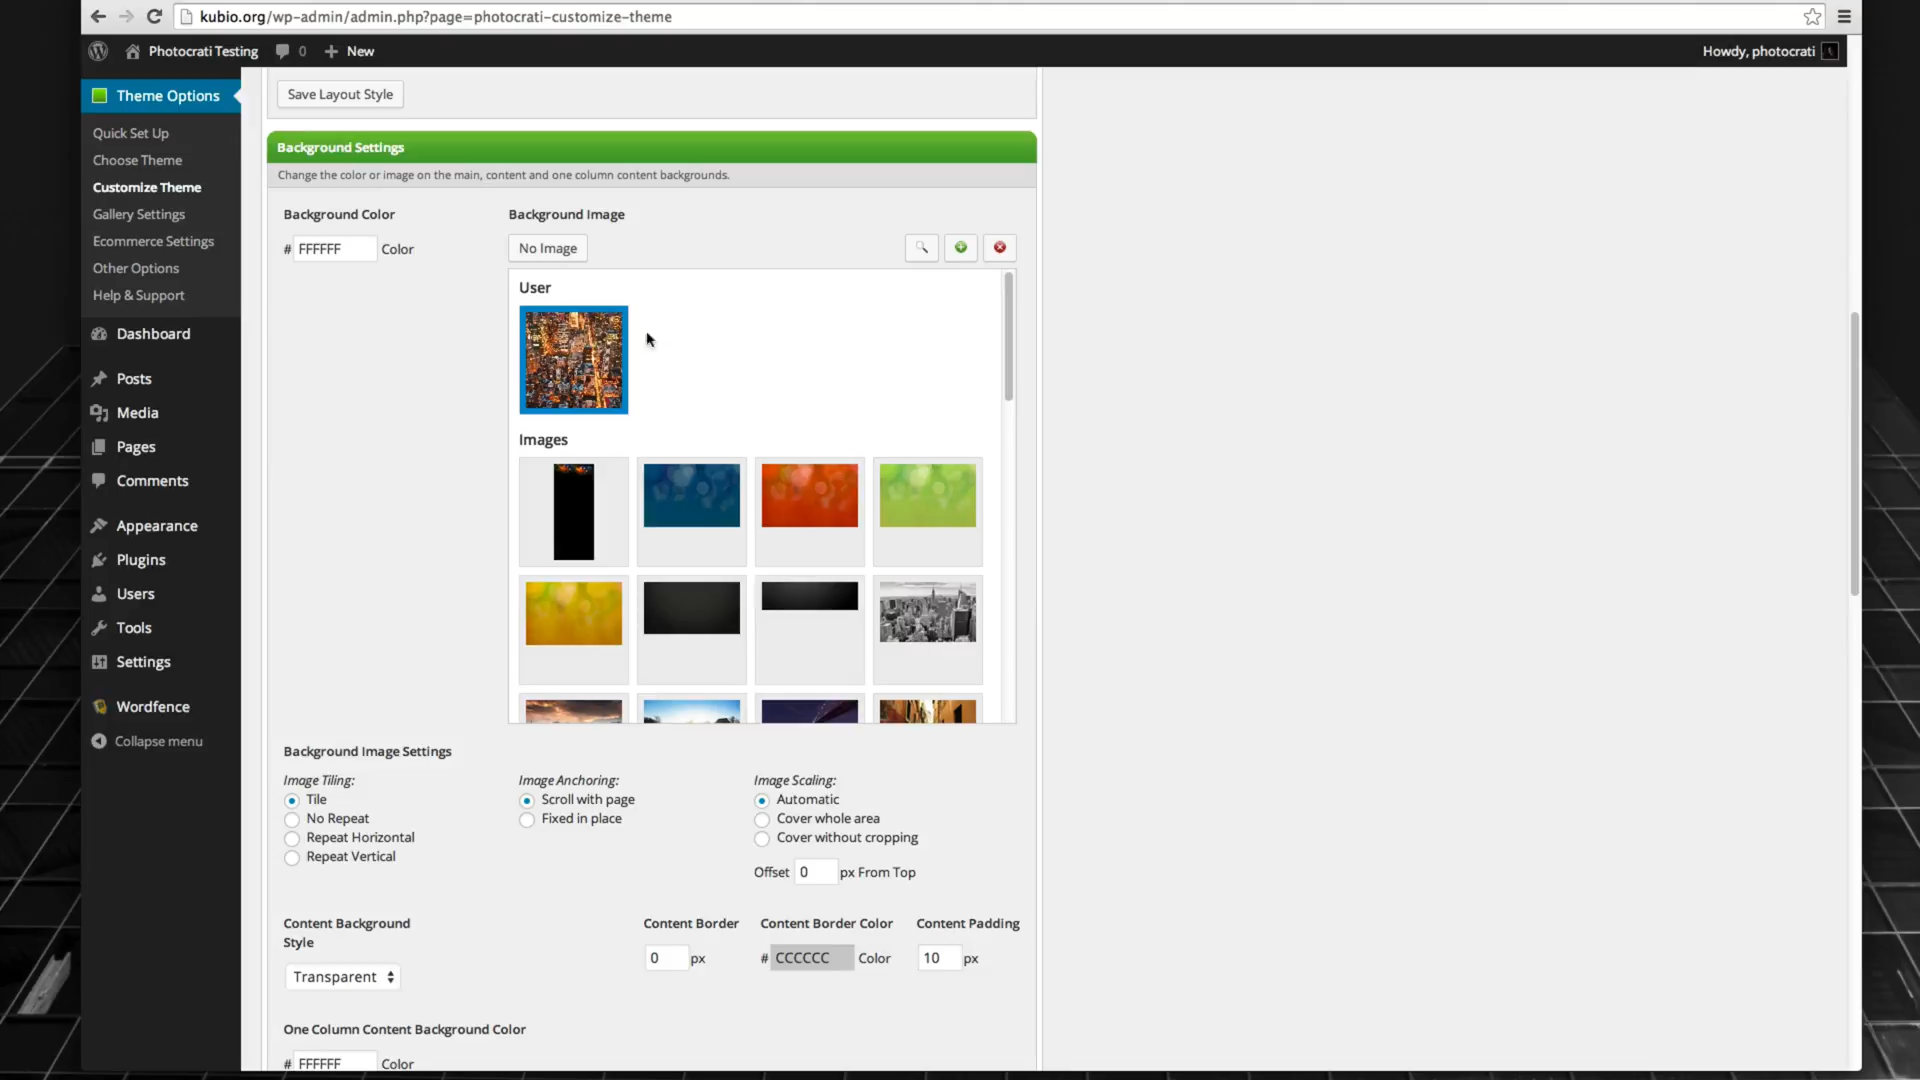 kubio.org/wp-admin/admin.php?page=photocrati-customize-theme
Photocrati Testing 0 + New
Howdy, photocrati
Theme Options
Quick Set Up
Choose Theme
Customize Theme
Gallery Settings
Ecommerce Settings
Other Options
Help & Support
Dashboard
Posts
Media
Pages
Comments
Appearance
Plugins
Users
Tools
Settings
Wordfence
Collapse menu
Save Layout Style
Background Settings
Change the color or image on the main, content and one column content backgrounds.
Background Color
# FFFFFF Color
Background Image
No Image
User
Images
Background Image Settings
Image Tiling:
Tile
No Repeat
Repeat Horizontal
Repeat Vertical
Image Anchoring:
Scroll with page
Fixed in place
Image Scaling:
Automatic
Cover whole area
Cover without cropping
Offset 0 px From Top
Content Background
Style
Transparent
Content Border
0 px
Content Border Color
# CCCCCC Color
Content Padding
10 px
One Column Content Background Color
# FFFFFF Color